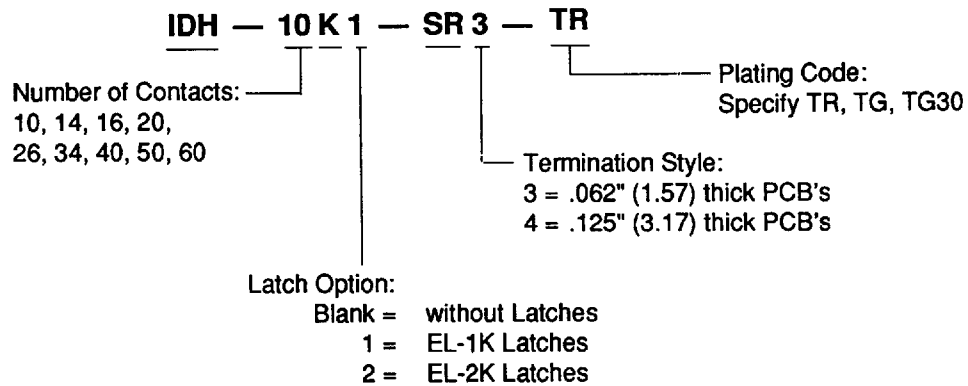 IDH — 10 K 1 — SR 3 — TR
Number of Contacts:
10, 14, 16, 20,
26, 34, 40, 50, 60
Plating Code:
Specify TR, TG, TG30
Termination Style:
3 = .062" (1.57) thick PCB's
4 = .125" (3.17) thick PCB's
Latch Option:
Blank = without Latches
1 = EL-1K Latches
2 = EL-2K Latches